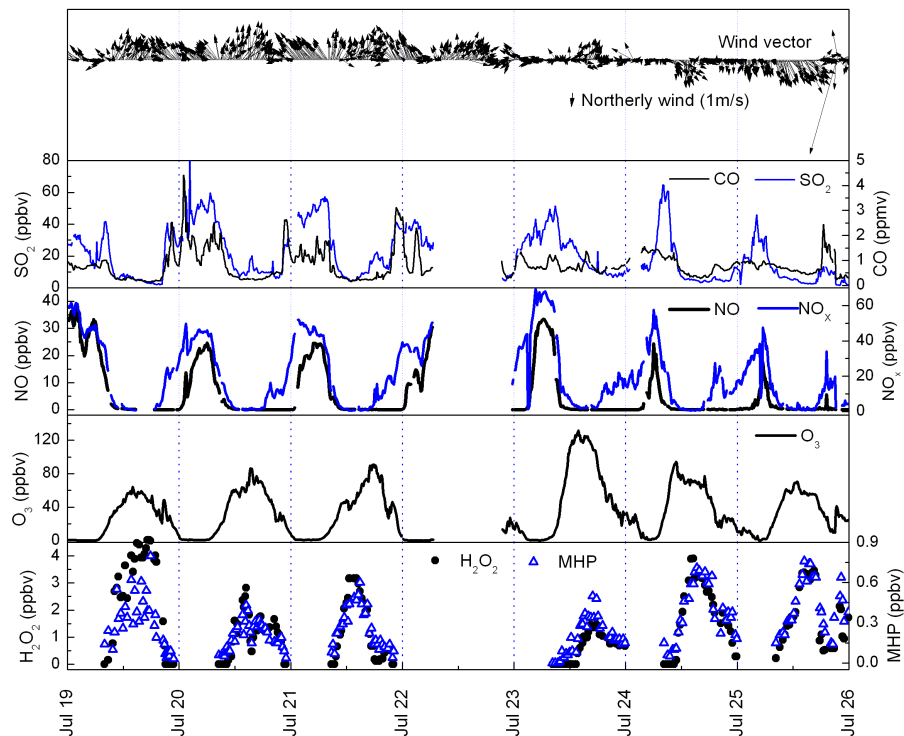 Wind vector
Northerly wind (1m/s)
80
60
40
20
0
SO₂ (ppbv)
CO
SO₂
5
4
3
2
1
0
CO (ppmv)
40
30
20
10
0
NO (ppbv)
NO
NOX
60
40
20
0
NOx (ppbv)
120
80
40
0
O₃ (ppbv)
O₃
4
3
2
1
0
H₂O₂ (ppbv)
H₂O₂
MHP
0.9
0.6
0.3
0.0
MHP (ppbv)
Jul 19
Jul 20
Jul 21
Jul 22
Jul 23
Jul 24
Jul 25
Jul 26